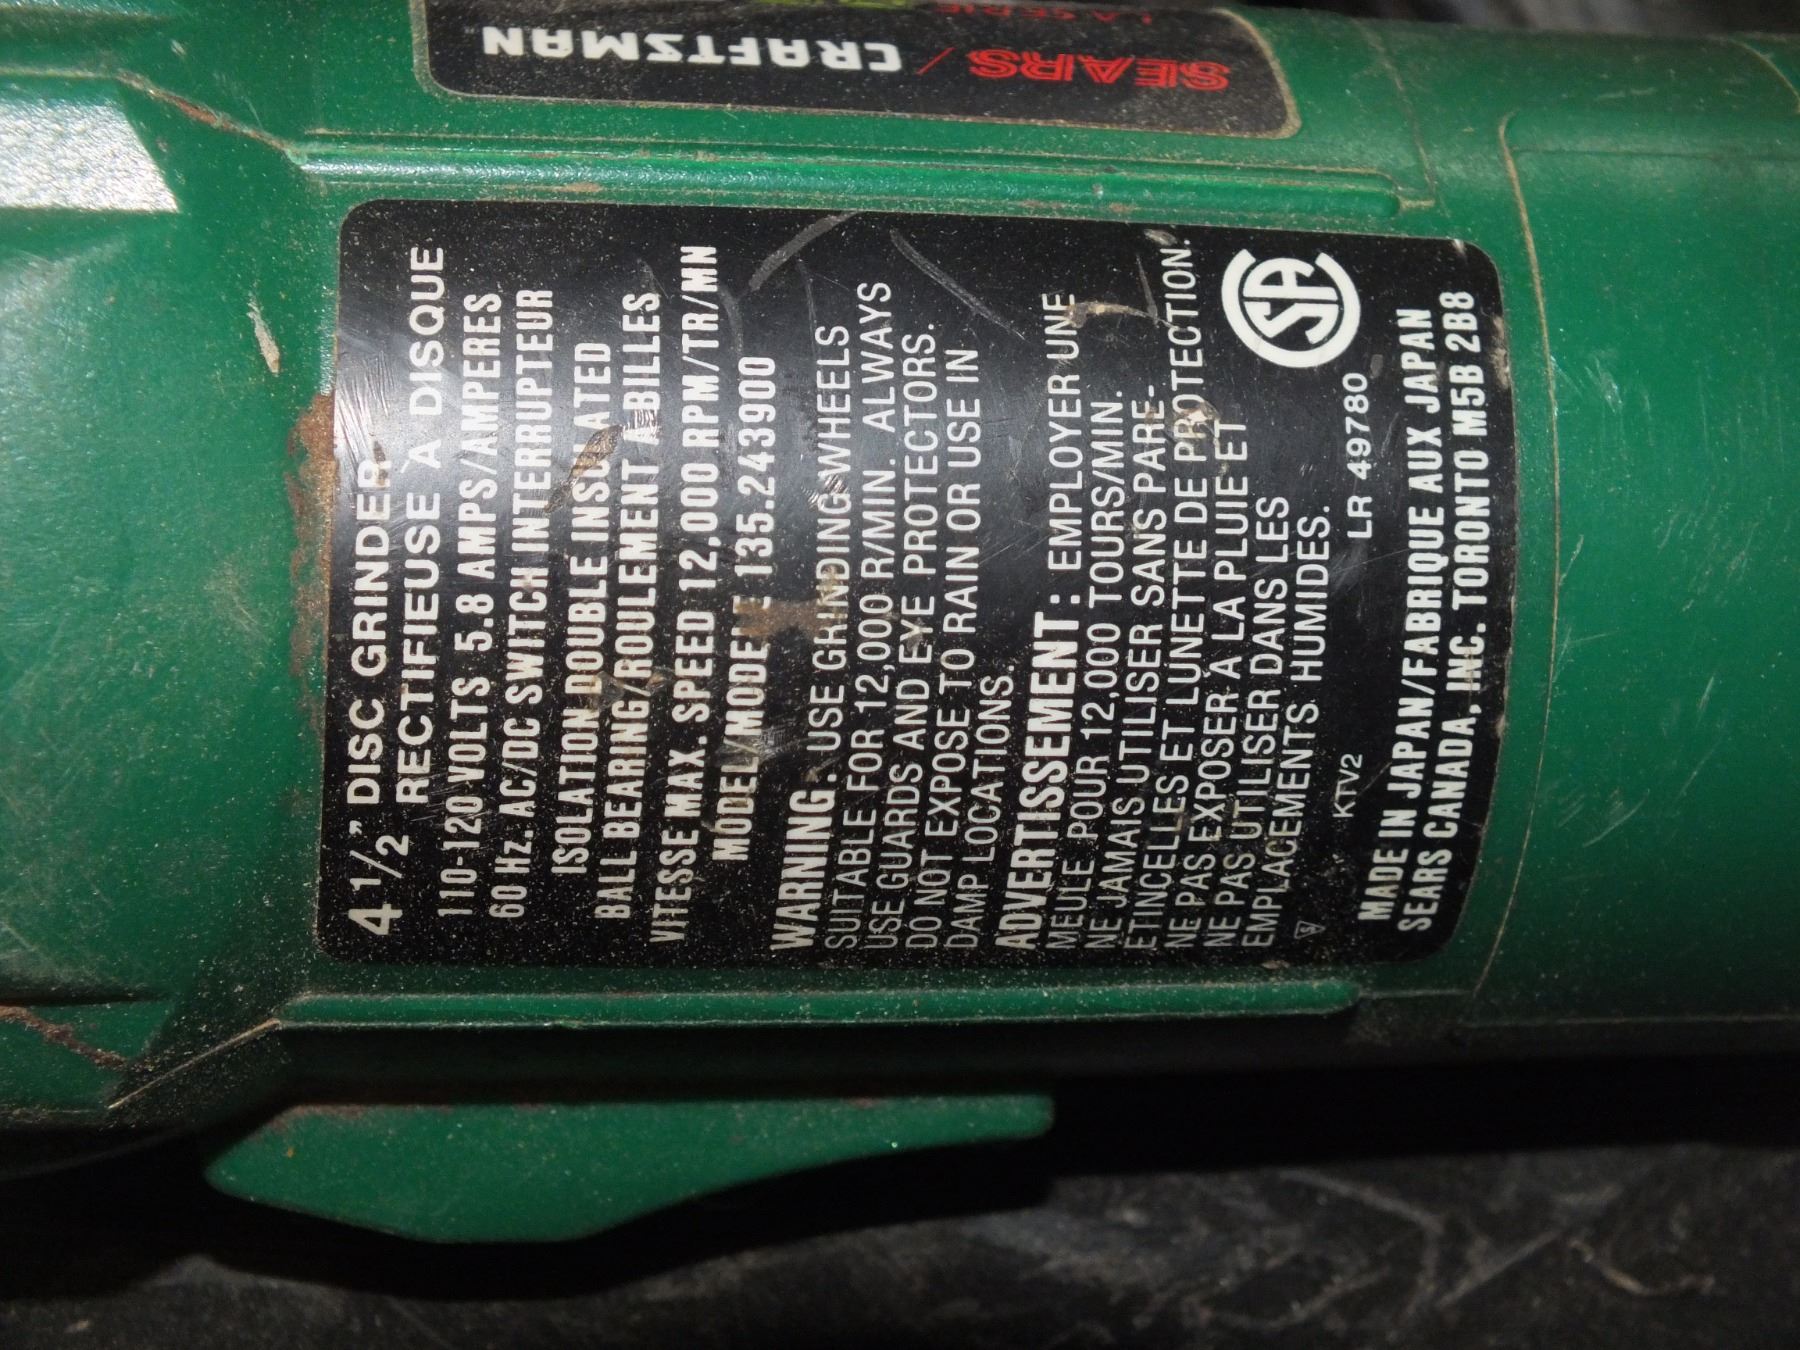 SEARS / CRAFTSMAN
LA SERIE
4 1/2" DISC GRINDER
RECTIFIEUSE À DISQUE
110-120 VOLTS 5.8 AMPS/AMPERES
60 Hz. AC/DC SWITCH INTERRUPTEUR
ISOLATION DOUBLE INSULATED
BALL BEARING/ROULEMENT A BILLES
VITESSE MAX. SPEED 12,000 RPM/TR/MN
MODEL/MODELE 135.243900
WARNING: USE GRINDING WHEELS
SUITABLE FOR 12,000 R/MIN. ALWAYS
USE GUARDS AND EYE PROTECTORS.
DO NOT EXPOSE TO RAIN OR USE IN
DAMP LOCATIONS.
ADVERTISSEMENT: EMPLOYER UNE
MEULE POUR 12,000 TOURS/MIN.
NE JAMAIS UTILISER SANS PARE-
ETINCELLES ET LUNETTE DE PROTECTION.
NE PAS EXPOSER À LA PLUIE ET
NE PAS UTILISER DANS LES
EMPLACEMENTS HUMIDES.
S KTV2 LR 49780
SA
MADE IN JAPAN/FABRIQUE AUX JAPAN
SEARS CANADA, INC. TORONTO M5B 2B8